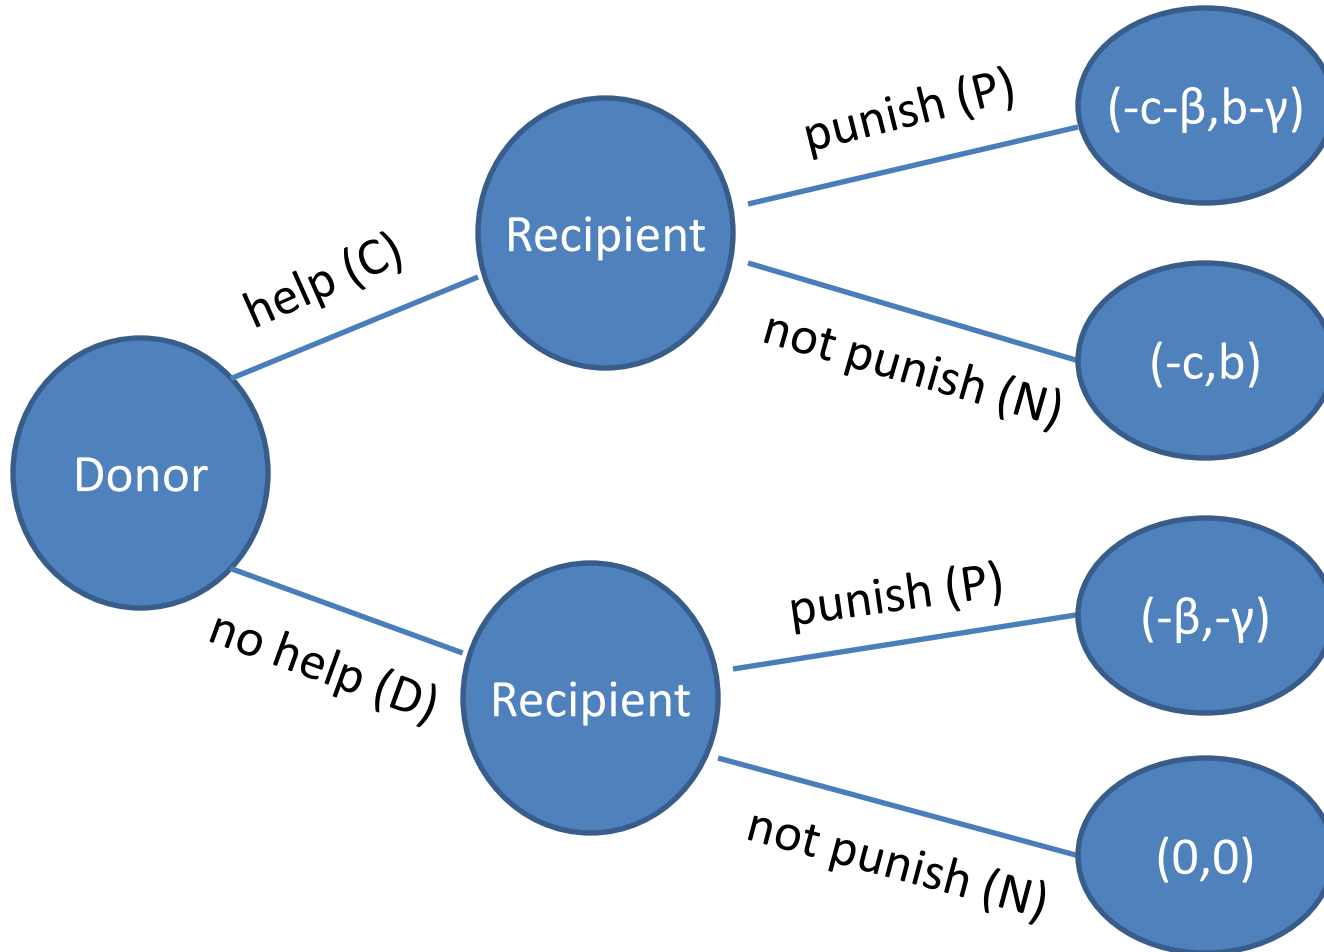 punish (P)
(-c-β,b-γ)
Recipient
help (C)
not punish (N)
(-c,b)
Donor
punish (P)
(-β,-γ)
no help (D)
Recipient
not punish (N)
(0,0)